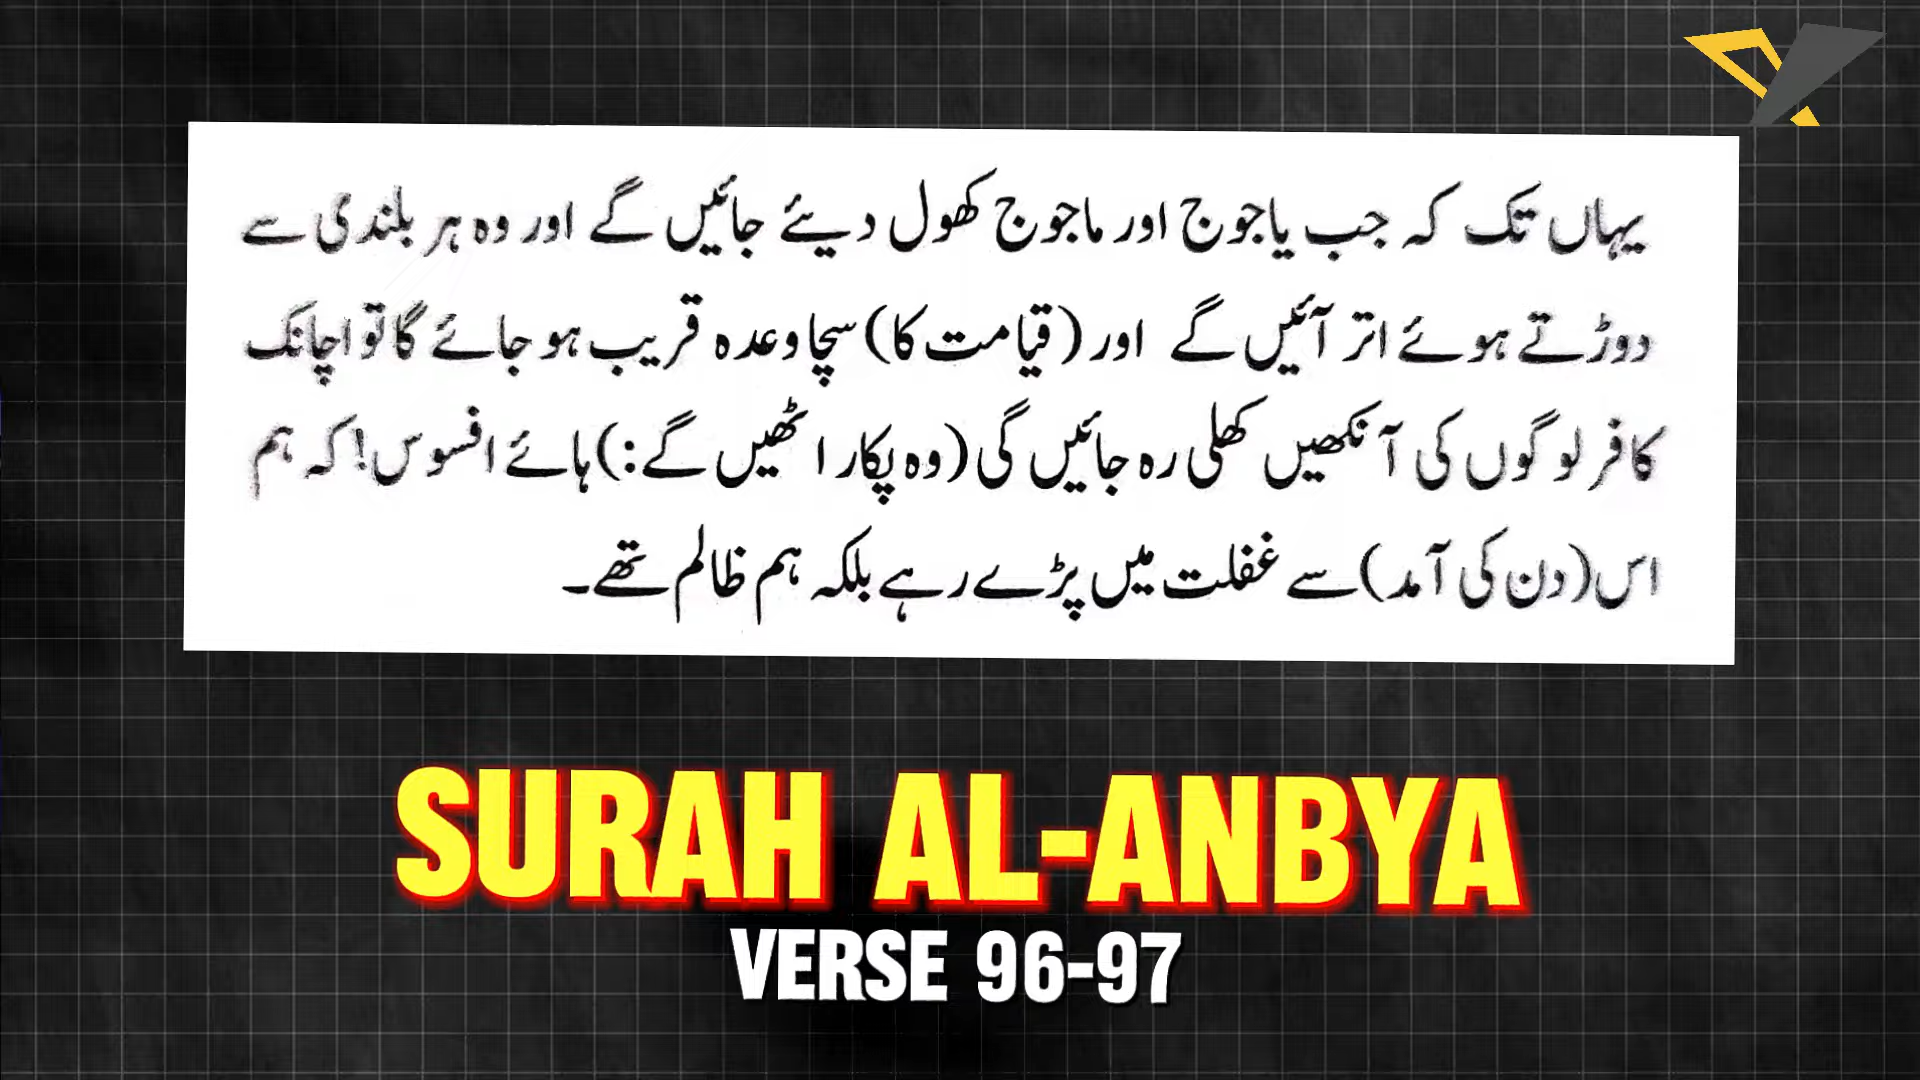 یہاں تک کہ جب یاجوج اور ماجوج کھول دیئے جائیں گے اور وہ ہر بلندی سے
دوڑتے ہوئے اتر آئیں گے اور (قیامت کا) سچا وعدہ قریب ہو جائے گا تو اچانک
کافر لوگوں کی آنکھیں کھلی رہ جائیں گی (وہ پکار اٹھیں گے:) ہائے افسوس! کہ ہم
اس (دن کی آمد) سے غفلت میں پڑے رہے بلکہ ہم ظالم تھے۔
SURAH AL-ANBYA
VERSE 96-97